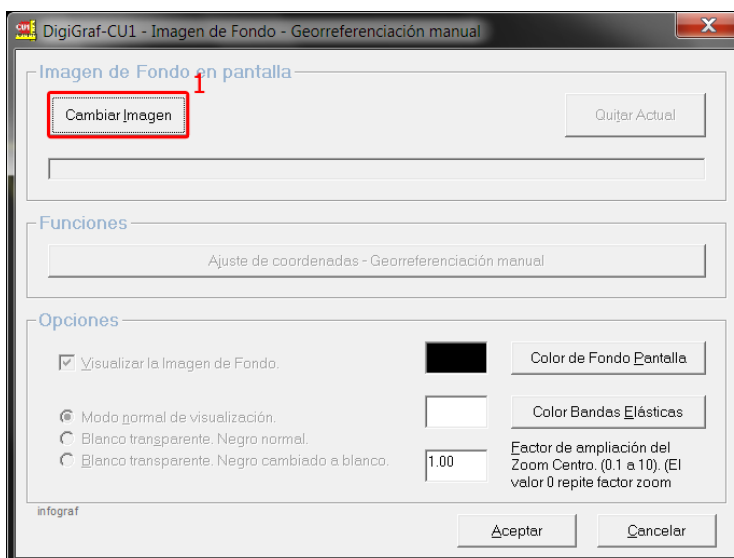 CU1 DigiGraf-CU1 - Imagen de Fondo - Georreferenciación manual X
Imagen de Fondo en pantalla
1
Cambiar Imagen Quitar Actual
Funciones
Ajuste de coordenadas - Georreferenciación manual
Opciones
Visualizar la Imagen de Fondo. Color de Fondo Pantalla
Modo normal de visualización. Color Bandas Elásticas
Blanco transparente. Negro normal.
Blanco transparente. Negro cambiado a blanco. 1.00
Factor de ampliación del
Zoom Centro. (0.1 a 10). (El
valor 0 repite factor zoom
infograf
Aceptar Cancelar